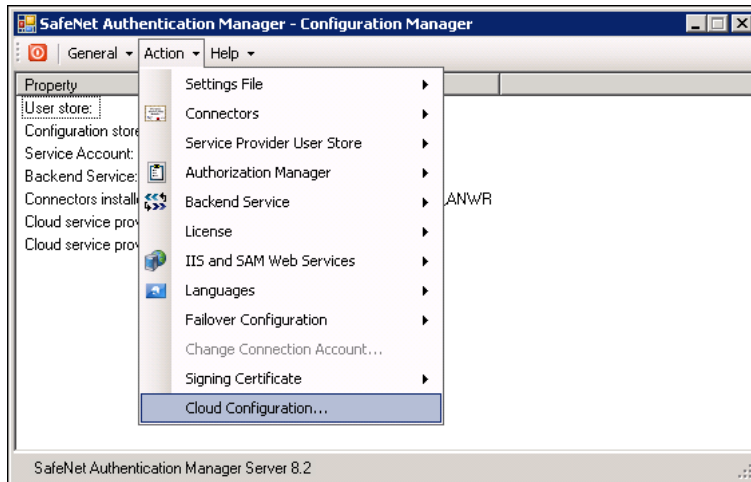 SafeNet Authentication Manager - Configuration Manager
General Action Help
Property
User store:
Configuration store
Service Account:
Backend Service:
Connectors install ,ANWR
Cloud service prov
Cloud service prov
Settings File
Connectors
Service Provider User Store
Authorization Manager
Backend Service
License
IIS and SAM Web Services
Languages
Failover Configuration
Change Connection Account...
Signing Certificate
Cloud Configuration...
SafeNet Authentication Manager Server 8.2